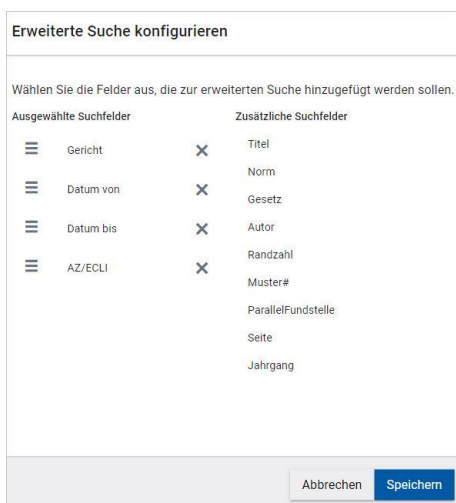 Erweiterte Suche konfigurieren
Wählen Sie die Felder aus, die zur erweiterten Suche hinzugefügt werden sollen.
Ausgewählte Suchfelder
Gericht
Datum von
Datum bis
AZ/ECLI
Zusätzliche Suchfelder
Titel
Norm
Gesetz
Autor
Randzahl
Muster#
ParallelFundstelle
Seite
Jahrgang
Abbrechen Speichern